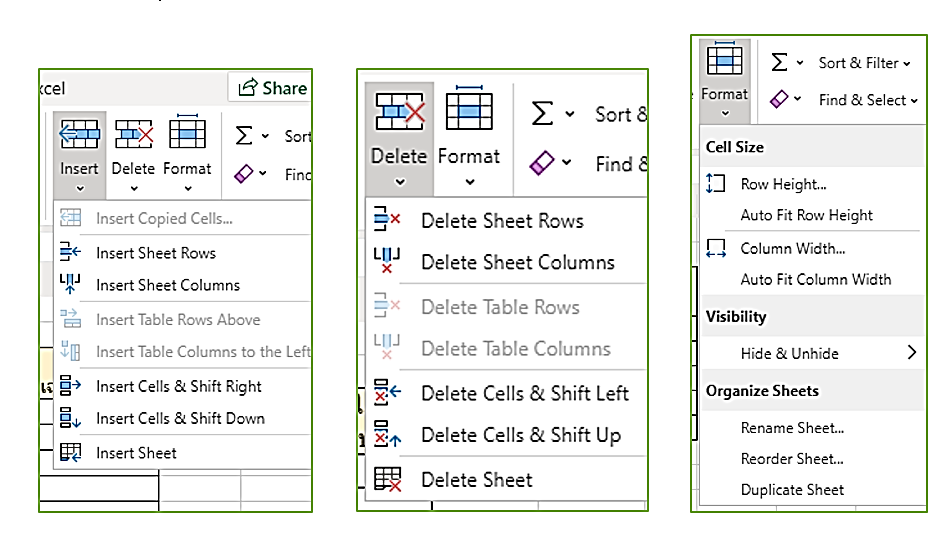 xcel
Share
Insert
Delete
Format
Sort
Find
Insert Copied Cells...
Insert Sheet Rows
Insert Sheet Columns
Insert Table Rows Above
Insert Table Columns to the Left
Insert Cells & Shift Right
Insert Cells & Shift Down
Insert Sheet
Delete
Format
Sort &
Find &
Delete Sheet Rows
Delete Sheet Columns
Delete Table Rows
Delete Table Columns
Delete Cells & Shift Left
Delete Cells & Shift Up
Delete Sheet
Format
Sort & Filter
Find & Select
Cell Size
Row Height...
Auto Fit Row Height
Column Width...
Auto Fit Column Width
Visibility
Hide & Unhide
Organize Sheets
Rename Sheet...
Reorder Sheet...
Duplicate Sheet